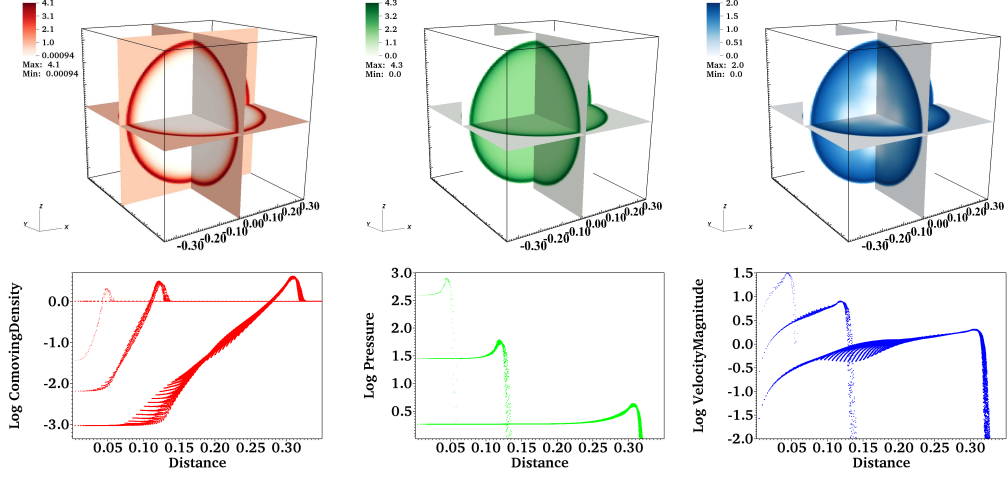 4.1
3.1
2.1
1.0
0.00094
Max: 4.1
Min: 0.00094
Z
Y
X
-0.30
-0.20
-0.10
0.00
0.10
0.20
0.30
4.3
3.2
2.2
1.1
0.0
Max: 4.3
Min: 0.0
Z
Y
X
-0.30
-0.20
-0.10
0.00
0.10
0.20
0.30
2.0
1.5
1.0
0.51
0.0
Max: 2.0
Min: 0.0
Z
Y
X
-0.30
-0.20
-0.10
0.00
0.10
0.20
0.30
Log ComovingDensity
0.0
-1.0
-2.0
-3.0
0.05 0.10 0.15 0.20 0.25 0.30
Distance
Log Pressure
3.0
2.5
2.0
1.5
1.0
0.5
0.05 0.10 0.15 0.20 0.25 0.30
Distance
Log VelocityMagnitude
1.5
1.0
0.5
0.0
-0.5
-1.0
-1.5
-2.0
0.05 0.10 0.15 0.20 0.25 0.30
Distance